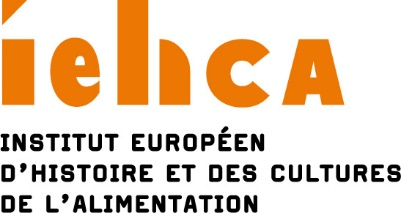 iehcA
INSTITUT EUROPÉEN
D'HISTOIRE ET DES CULTURES
DE L'ALIMENTATION